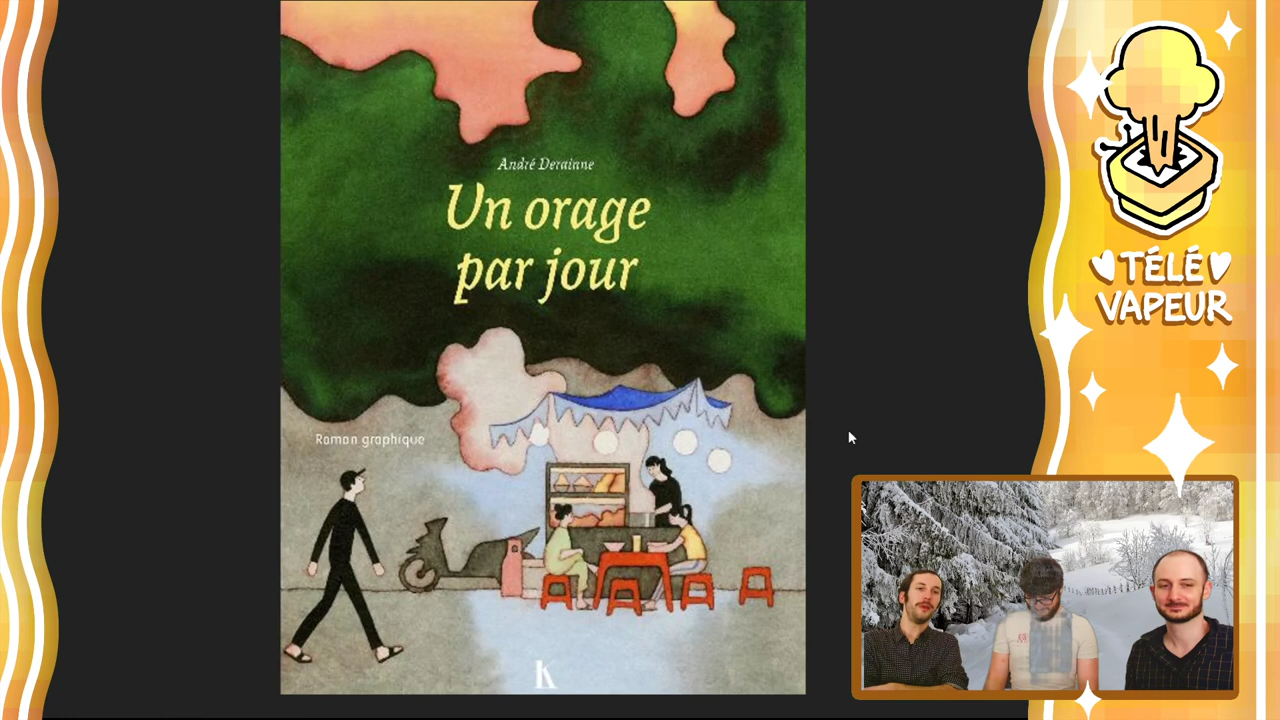 André Derainne
Un orage
par jour
Roman graphique
K
TÉLÉ
VAPEUR